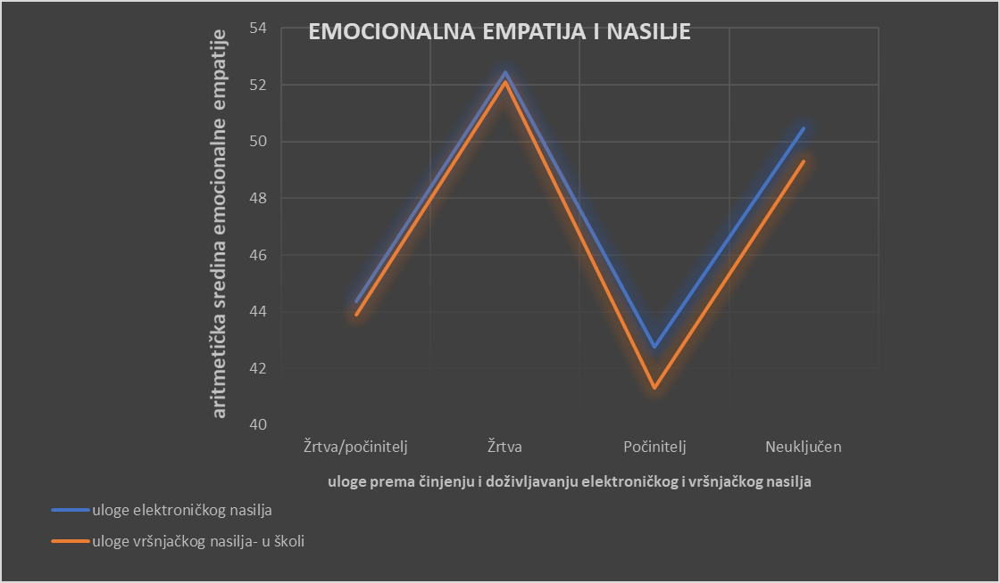 EMOCIONALNA EMPATIJA I NASILJE
aritmetička sredina emocionalne empatije
54
52
50
48
46
44
42
40
Žrtva/počinitelj Žrtva Počinitelj Neuključen
uloge prema činjenju i doživljavanju elektroničkog i vršnjačkog nasilja
uloge elektroničkog nasilja
uloge vršnjačkog nasilja- u školi